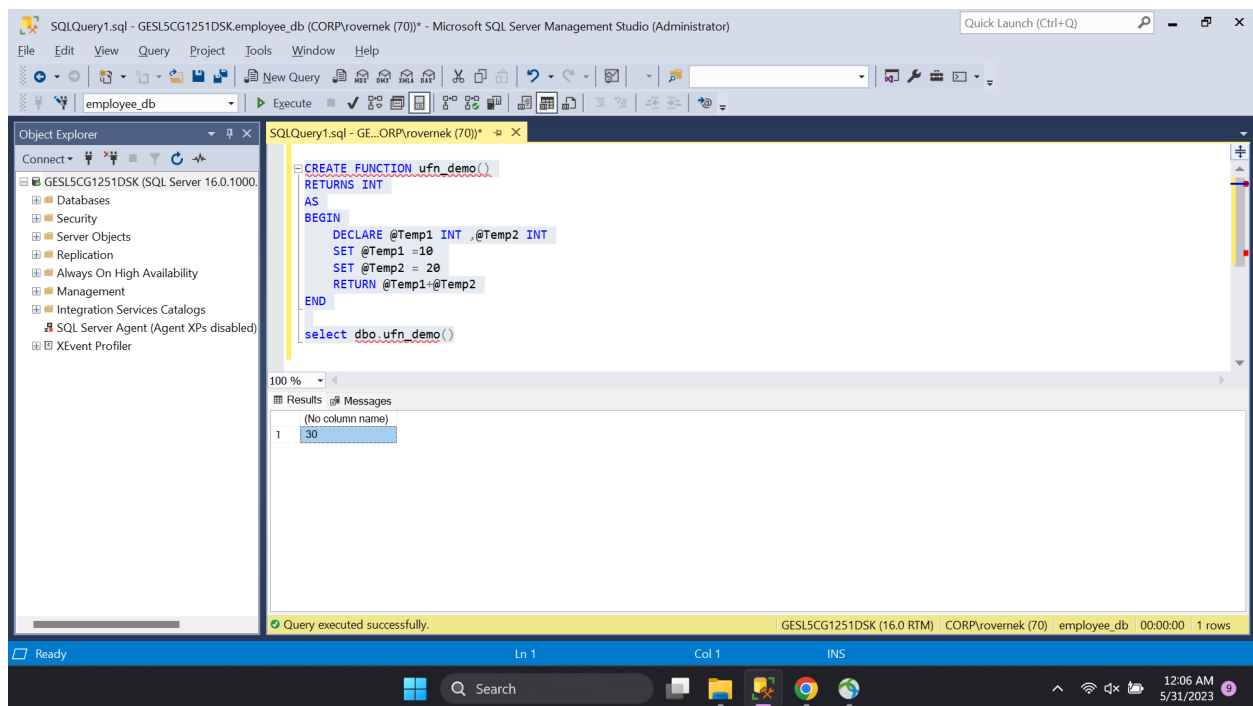 SQLQuery1.sql - GESL5CG1251DSK.employee_db (CORP\rovernek (70))* - Microsoft SQL Server Management Studio (Administrator)
Quick Launch (Ctrl+Q)
File Edit View Query Project Tools Window Help
New Query MDX DMX XMLA DAX
employee_db
Execute
Object Explorer
Connect
GESL5CG1251DSK (SQL Server 16.0.1000.
Databases
Security
Server Objects
Replication
Always On High Availability
Management
Integration Services Catalogs
SQL Server Agent (Agent XPs disabled)
XEvent Profiler
SQLQuery1.sql - GE...ORP\rovernek (70))*
CREATE FUNCTION ufn_demo()
RETURNS INT
AS
BEGIN
DECLARE @Temp1 INT ,@Temp2 INT
SET @Temp1 =10
SET @Temp2 = 20
RETURN @Temp1+@Temp2
END
select dbo.ufn_demo()
100 %
Results Messages
(No column name)
1 30
Query executed successfully.
GESL5CG1251DSK (16.0 RTM) CORP\rovernek (70) employee_db 00:00:00 1 rows
Ready Ln 1 Col 1 INS
Search
12:06 AM
5/31/2023
9